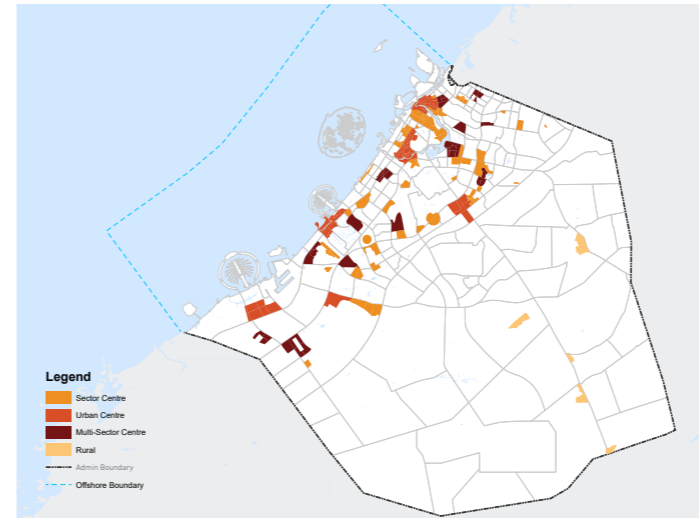 Legend
Sector Centre
Urban Centre
Multi-Sector Centre
Rural
Admin Boundary
Offshore Boundary